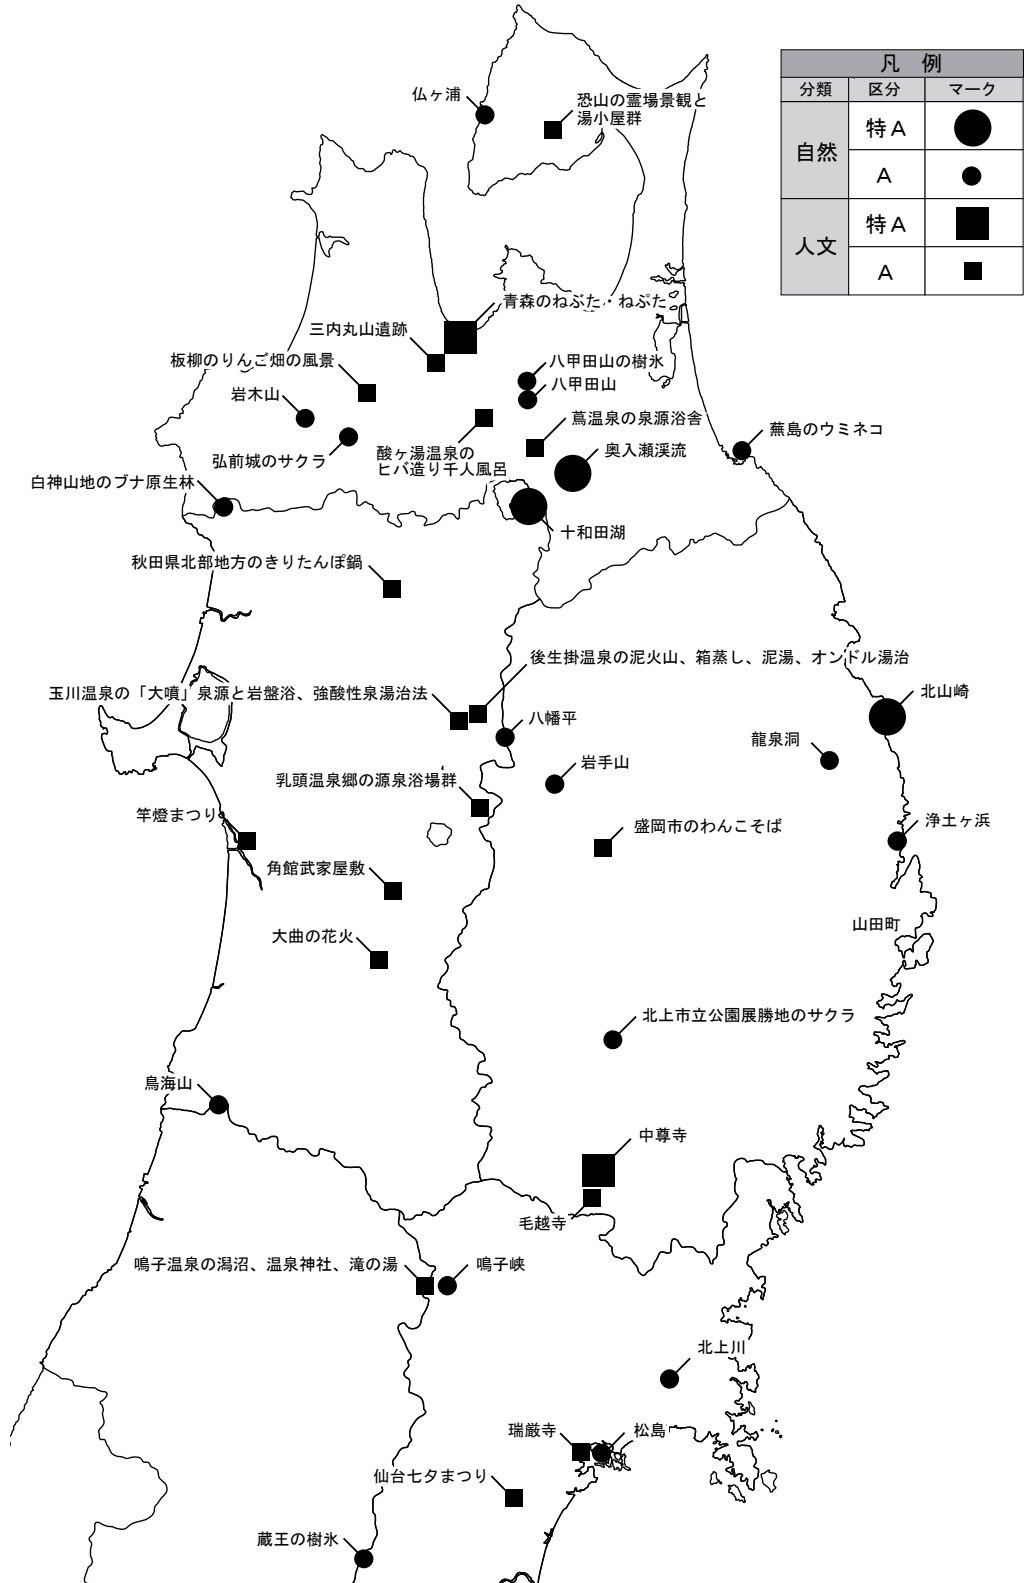 凡 例
分類 区分 マーク
自然
特A
A
人文
特A
A
仏ヶ浦
恐山の霊場景観と
湯小屋群
青森のねぶた・ねぷた
三内丸山遺跡
板柳のりんご畑の風景
八甲田山の樹氷
岩木山
八甲田山
蔦温泉の泉源浴舎
蕪島のウミネコ
弘前城のサクラ
酸ヶ湯温泉の
ヒバ造り千人風呂
奥入瀬渓流
白神山地のブナ原生林
十和田湖
秋田県北部地方のきりたんぽ鍋
後生掛温泉の泥火山、箱蒸し、泥湯、オンドル湯治
玉川温泉の「大噴」泉源と岩盤浴、強酸性泉湯治法
北山崎
八幡平
龍泉洞
岩手山
乳頭温泉郷の源泉浴場群
竿燈まつり
盛岡市のわんこそば
浄土ヶ浜
角館武家屋敷
山田町
大曲の花火
北上市立公園展勝地のサクラ
鳥海山
中尊寺
毛越寺
鳴子温泉の潟沼、温泉神社、滝の湯
鳴子峡
北上川
瑞厳寺
松島
仙台七夕まつり
蔵王の樹氷